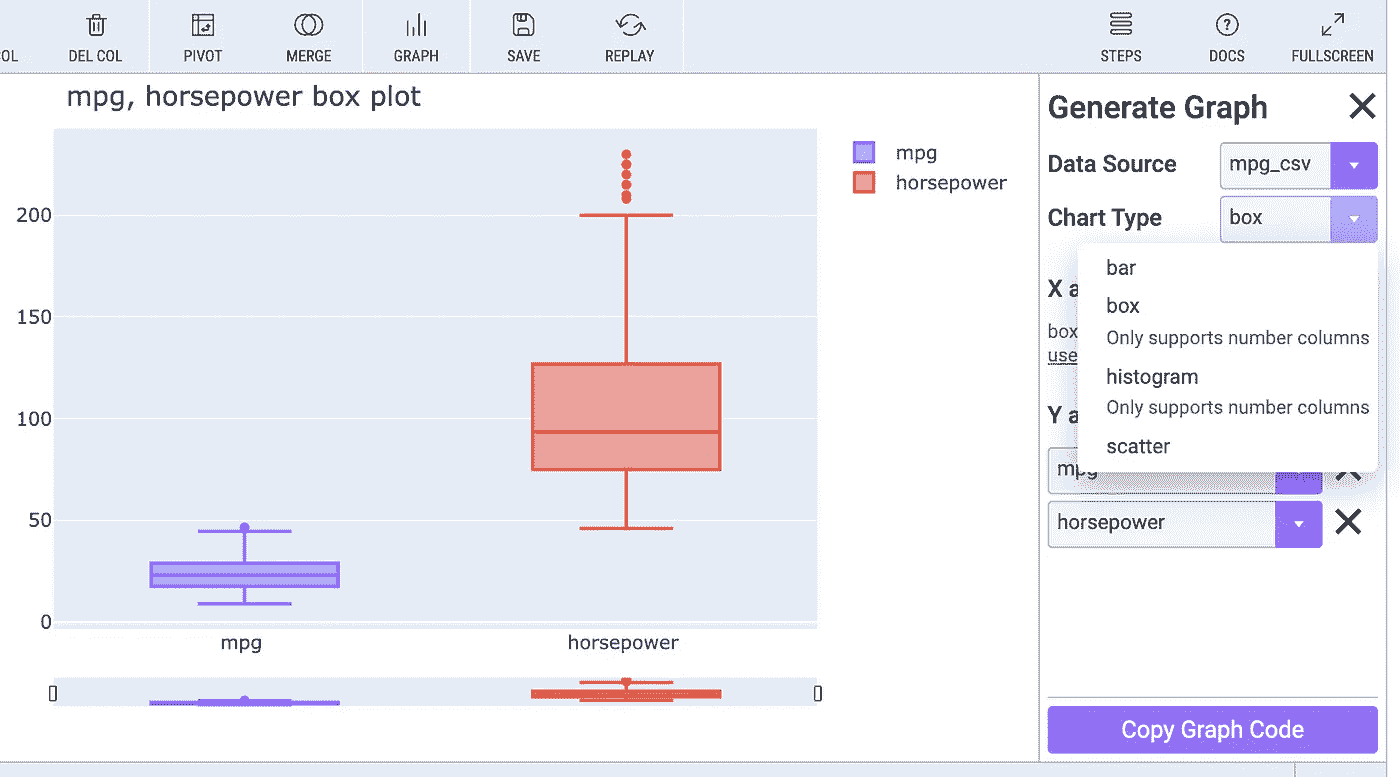 OL
DEL COL
PIVOT
MERGE
GRAPH
SAVE
REPLAY
STEPS
DOCS
FULLSCREEN
mpg, horsepower box plot
mpg
horsepower
200
150
100
50
0
mpg
horsepower
Generate Graph
Data Source
mpg_csv
Chart Type
box
bar
box
Only supports number columns
histogram
Only supports number columns
scatter
X a
box
use
Y a
mpg
horsepower
Copy Graph Code